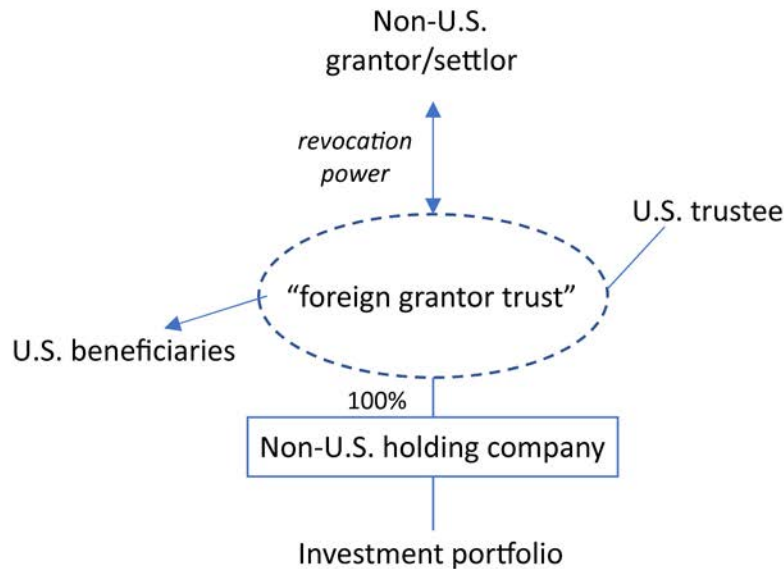 Non-U.S.
grantor/settlor
revocation
power
U.S. trustee
“foreign grantor trust”
U.S. beneficiaries
100%
Non-U.S. holding company
Investment portfolio